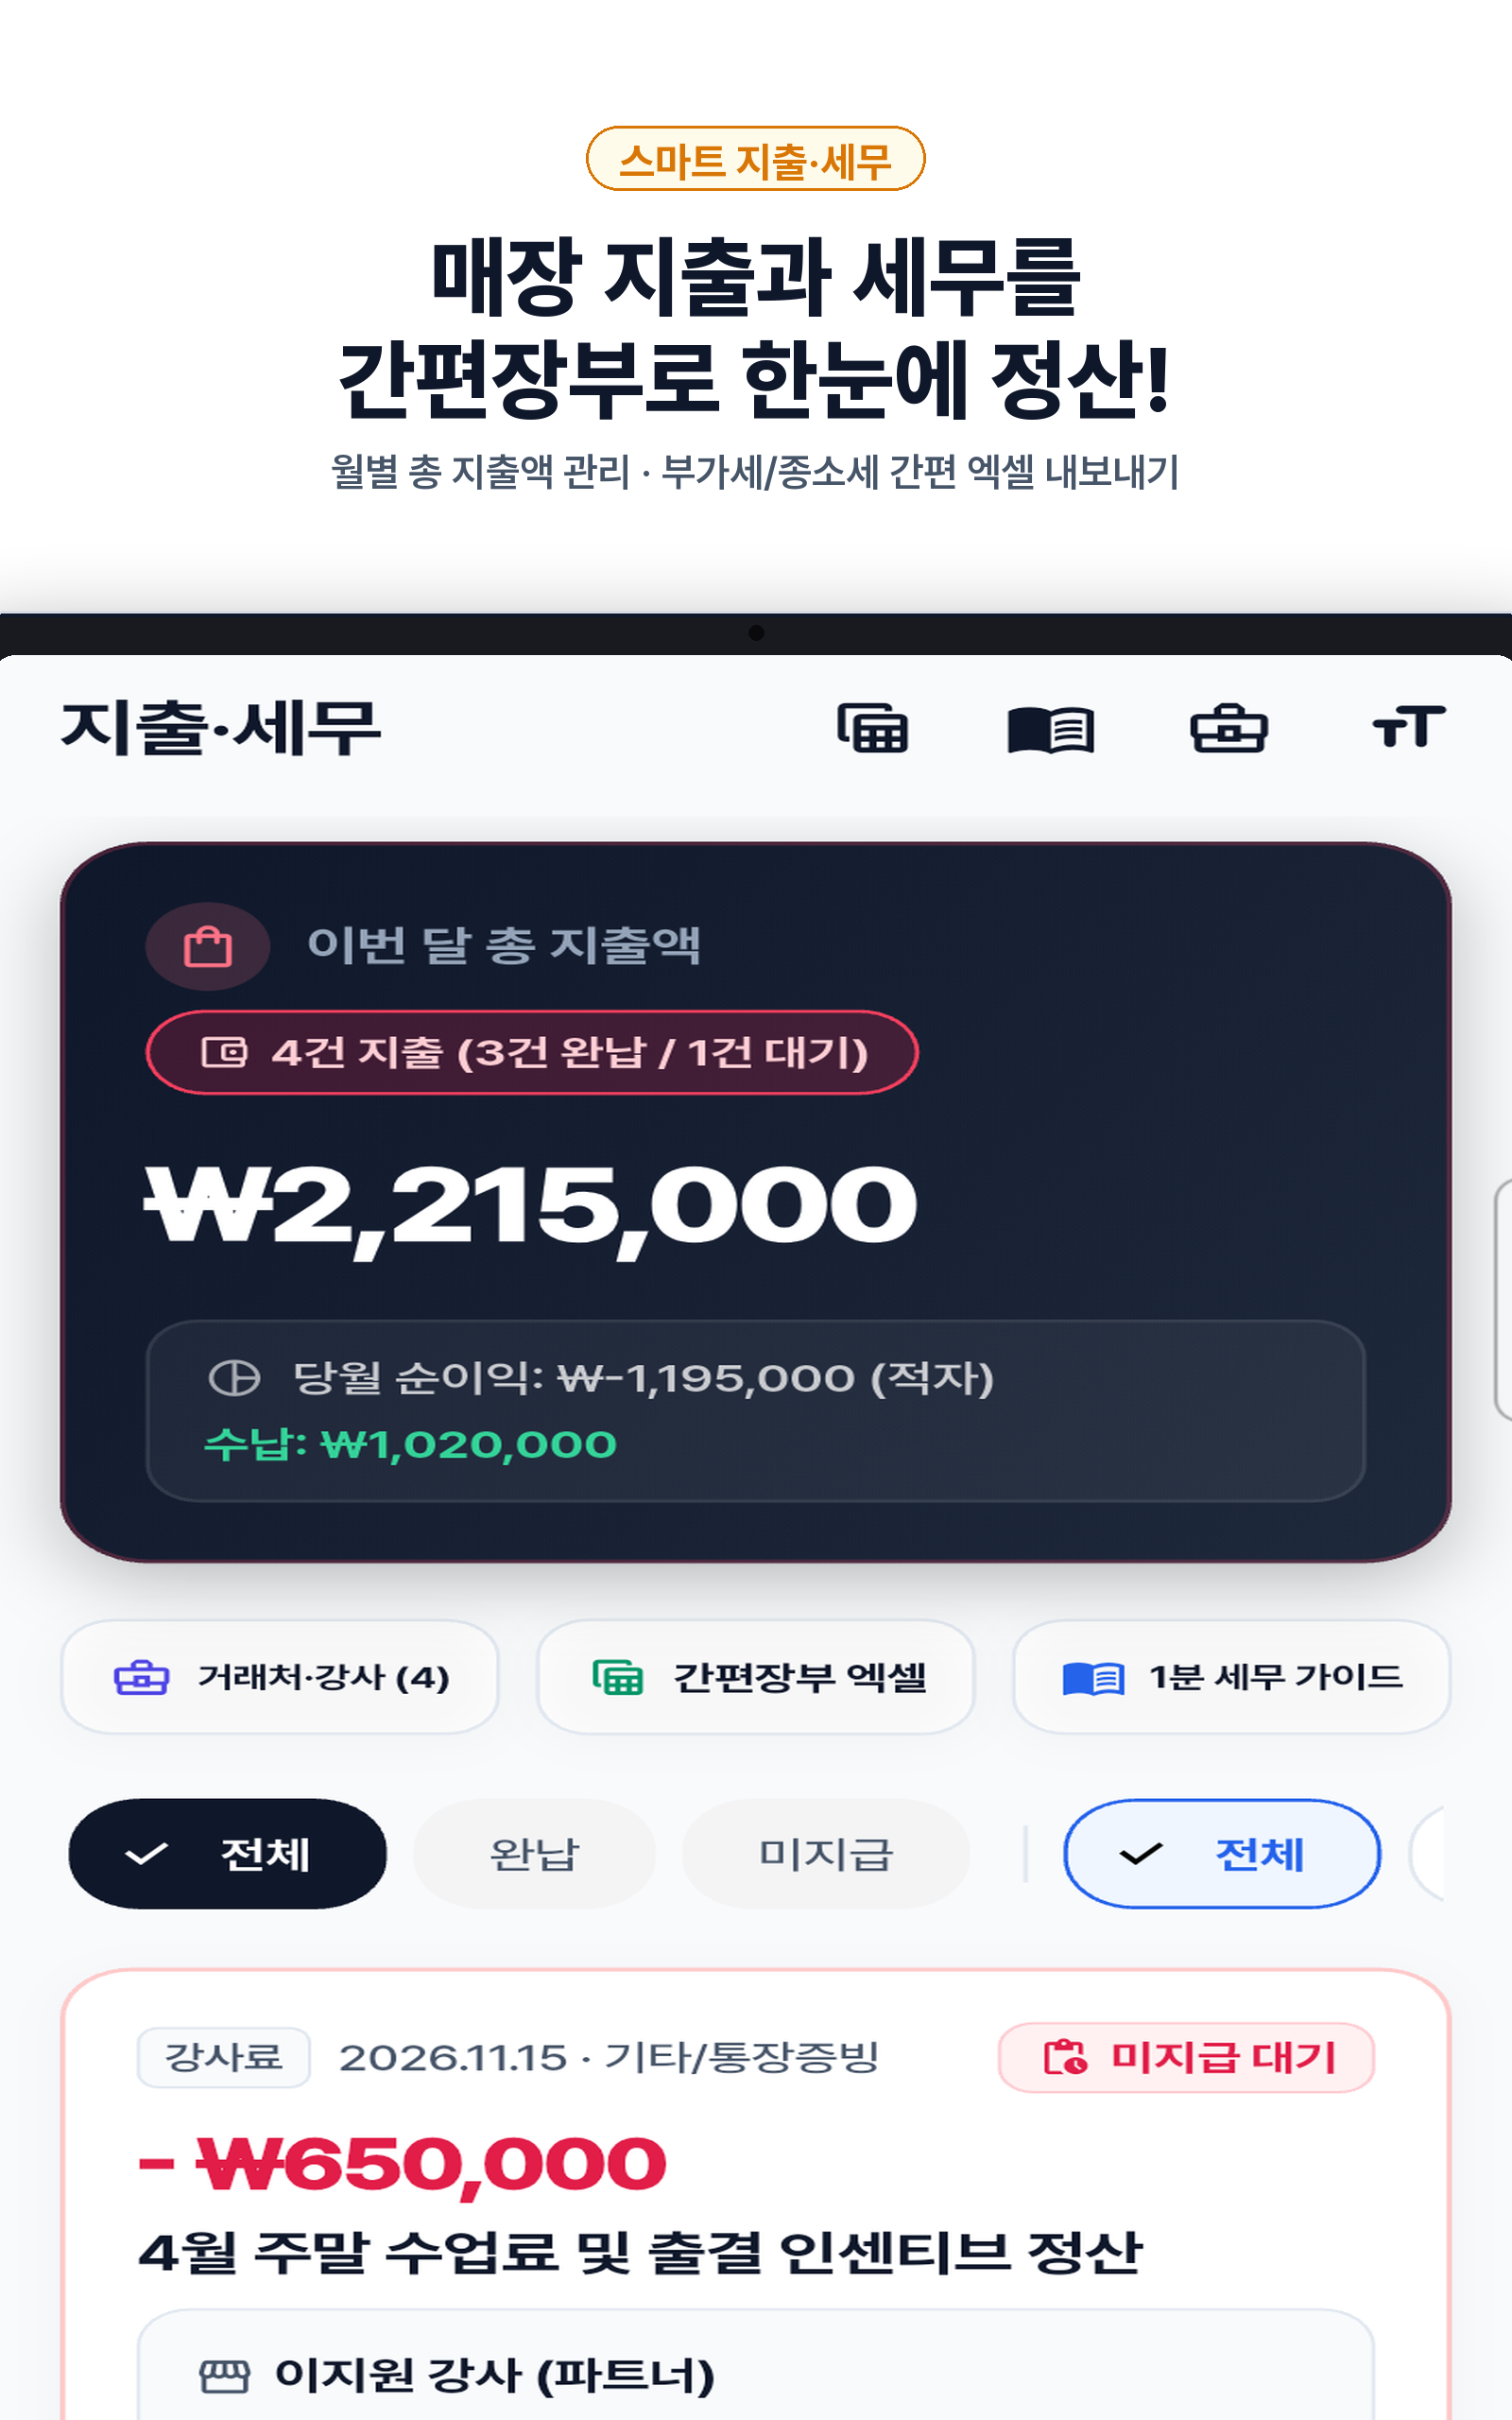 스마트 지출·세무
매장 지출과 세무를
간편장부로 한눈에 정산!
월별 총 지출액 관리 · 부가세/종소세 간편 엑셀 내보내기
지출·세무
이번 달 총 지출액
4건 지출 (3건 완납 / 1건 대기)
₩2,215,000
당월 순이익: ₩-1,195,000 (적자)
수납: ₩1,020,000
거래처·강사 (4)
간편장부 엑셀
1분 세무 가이드
전체
완납
미지급
전체
강사료
2026.11.15 · 기타/통장증빙
미지급 대기
- ₩650,000
4월 주말 수업료 및 출결 인센티브 정산
이지원 강사 (파트너)